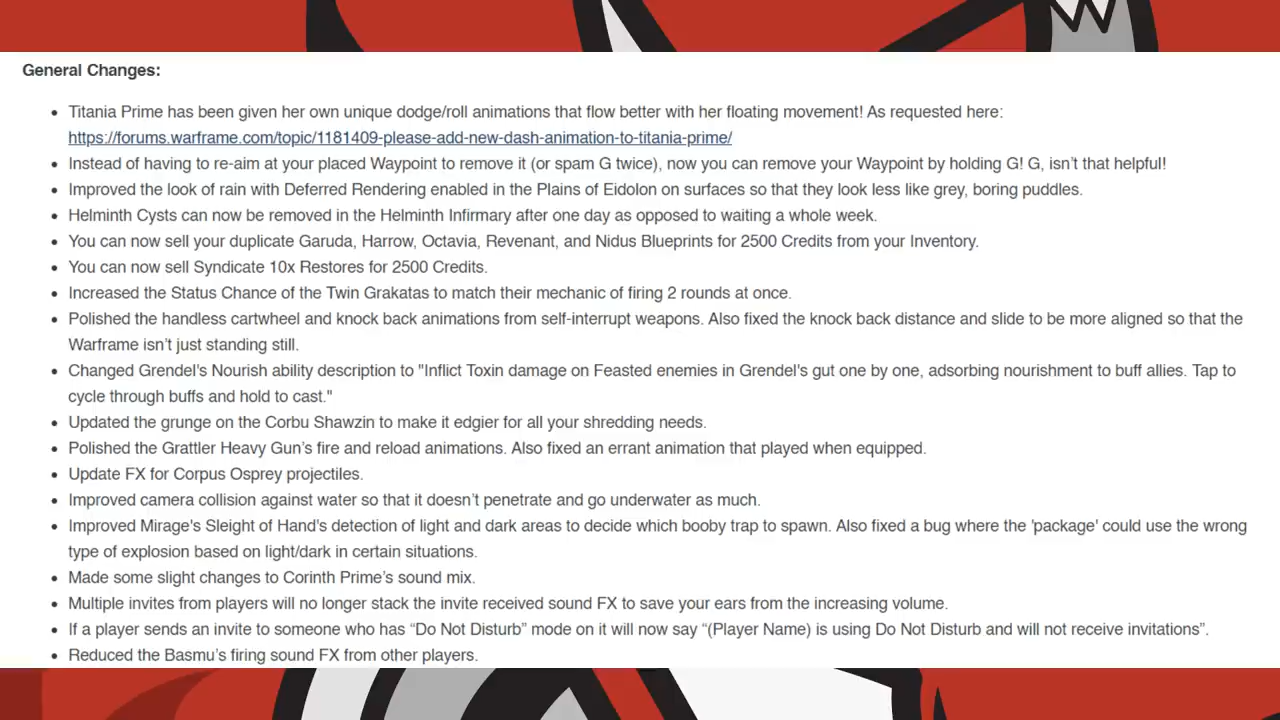 General Changes:
• Titania Prime has been given her own unique dodge/roll animations that flow better with her floating movement! As requested here:
https://forums.warframe.com/topic/1181409-please-add-new-dash-animation-to-titania-prime/
• Instead of having to re-aim at your placed Waypoint to remove it (or spam G twice), now you can remove your Waypoint by holding G! G, isn’t that helpful!
• Improved the look of rain with Deferred Rendering enabled in the Plains of Eidolon on surfaces so that they look less like grey, boring puddles.
• Helminth Cysts can now be removed in the Helminth Infirmary after one day as opposed to waiting a whole week.
• You can now sell your duplicate Garuda, Harrow, Octavia, Revenant, and Nidus Blueprints for 2500 Credits from your Inventory.
• You can now sell Syndicate 10x Restores for 2500 Credits.
• Increased the Status Chance of the Twin Grakatas to match their mechanic of firing 2 rounds at once.
• Polished the handless cartwheel and knock back animations from self-interrupt weapons. Also fixed the knock back distance and slide to be more aligned so that the
Warframe isn’t just standing still.
• Changed Grendel's Nourish ability description to "Inflict Toxin damage on Feasted enemies in Grendel's gut one by one, adsorbing nourishment to buff allies. Tap to
cycle through buffs and hold to cast."
• Updated the grunge on the Corbu Shawzin to make it edgier for all your shredding needs.
• Polished the Grattler Heavy Gun’s fire and reload animations. Also fixed an errant animation that played when equipped.
• Update FX for Corpus Osprey projectiles.
• Improved camera collision against water so that it doesn’t penetrate and go underwater as much.
• Improved Mirage's Sleight of Hand's detection of light and dark areas to decide which booby trap to spawn. Also fixed a bug where the 'package' could use the wrong
type of explosion based on light/dark in certain situations.
• Made some slight changes to Corinth Prime’s sound mix.
• Multiple invites from players will no longer stack the invite received sound FX to save your ears from the increasing volume.
• If a player sends an invite to someone who has “Do Not Disturb” mode on it will now say “(Player Name) is using Do Not Disturb and will not receive invitations”.
• Reduced the Basmu’s firing sound FX from other players.